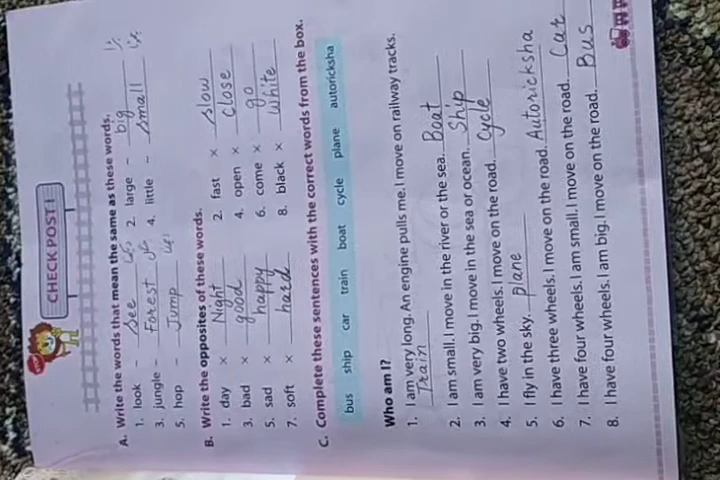 CHECK POST 1
A. Write the words that mean the same as these words.
1. look - see 2. large - big
3. jungle - Forest 4. little - small
5. hop - Jump
B. Write the opposites of these words.
1. day × Night 2. fast × slow
3. bad × good 4. open × close
5. sad × happy 6. come × go
7. soft × hard 8. black × white
C. Complete these sentences with the correct words from the box.
bus ship car train boat cycle plane autoricksha
Who am I?
1. I am very long. An engine pulls me. I move on railway tracks.
Train
2. I am small. I move in the river or the sea. Boat
3. I am very big. I move in the sea or ocean. Ship
4. I have two wheels. I move on the road. Cycle
5. I fly in the sky. plane
6. I have three wheels. I move on the road. Autoricksha
7. I have four wheels. I am small. I move on the road. Car
8. I have four wheels. I am big. I move on the road. Bus